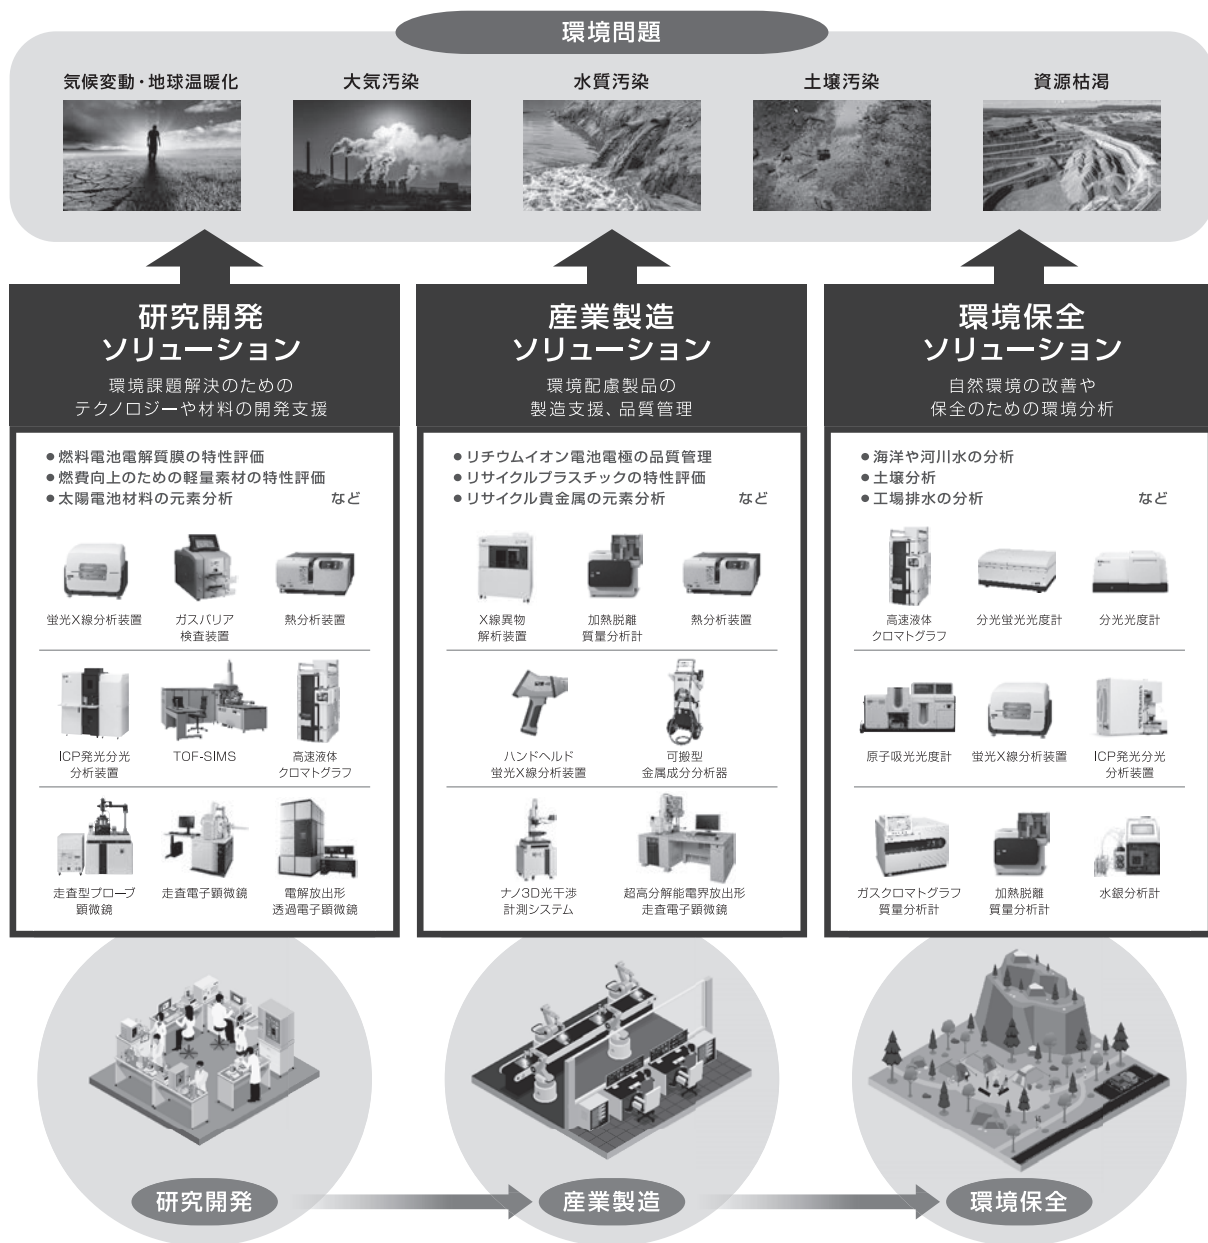 環境問題
気候変動・地球温暖化
大気汚染
水質汚染
土壌汚染
資源枯渇
研究開発
ソリューション
環境課題解決のための
テクノロジーや材料の開発支援
●燃料電池電解質膜の特性評価
●燃費向上のための軽量素材の特性評価
●太陽電池材料の元素分析 など
蛍光X線分析装置
ガスバリア
検査装置
熱分析装置
ICP発光分光
分析装置
TOF-SIMS
高速液体
クロマトグラフ
走査型プローブ
顕微鏡
走査電子顕微鏡
電解放出形
透過電子顕微鏡
産業製造
ソリューション
環境配慮製品の
製造支援、品質管理
●リチウムイオン電池電極の品質管理
●リサイクルプラスチックの特性評価
●リサイクル貴金属の元素分析 など
X線異物
解析装置
加熱脱離
質量分析計
熱分析装置
ハンドヘルド
蛍光X線分析装置
可搬型
金属成分分析器
ナノ3D光干渉
計測システム
超高分解能電界放出形
走査電子顕微鏡
環境保全
ソリューション
自然環境の改善や
保全のための環境分析
●海洋や河川水の分析
●土壌分析
●工場排水の分析 など
高速液体
クロマトグラフ
分光蛍光光度計
分光光度計
原子吸光光度計
蛍光X線分析装置
ICP発光分光
分析装置
ガスクロマトグラフ
質量分析計
加熱脱離
質量分析計
水銀分析計
研究開発
産業製造
環境保全